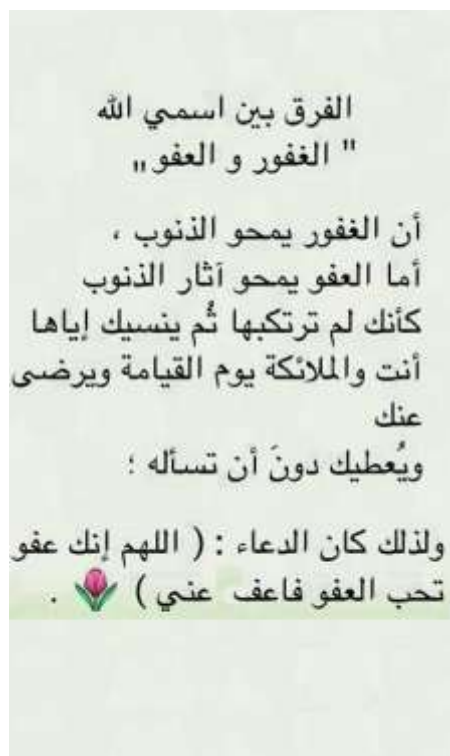 الفرق بين اسمي الله
" الغفور و العفو „
أن الغفور يمحو الذنوب ،
أما العفو يمحو آثار الذنوب
كأنك لم ترتكبها ثُم ينسيك إياها
أنت والملائكة يوم القيامة ويرضى
عنك
ويُعطيك دونَ أن تسأله ؛
ولذلك كان الدعاء : ( اللهم إنك عفو
تحب العفو فاعف عني ) 🌷 .